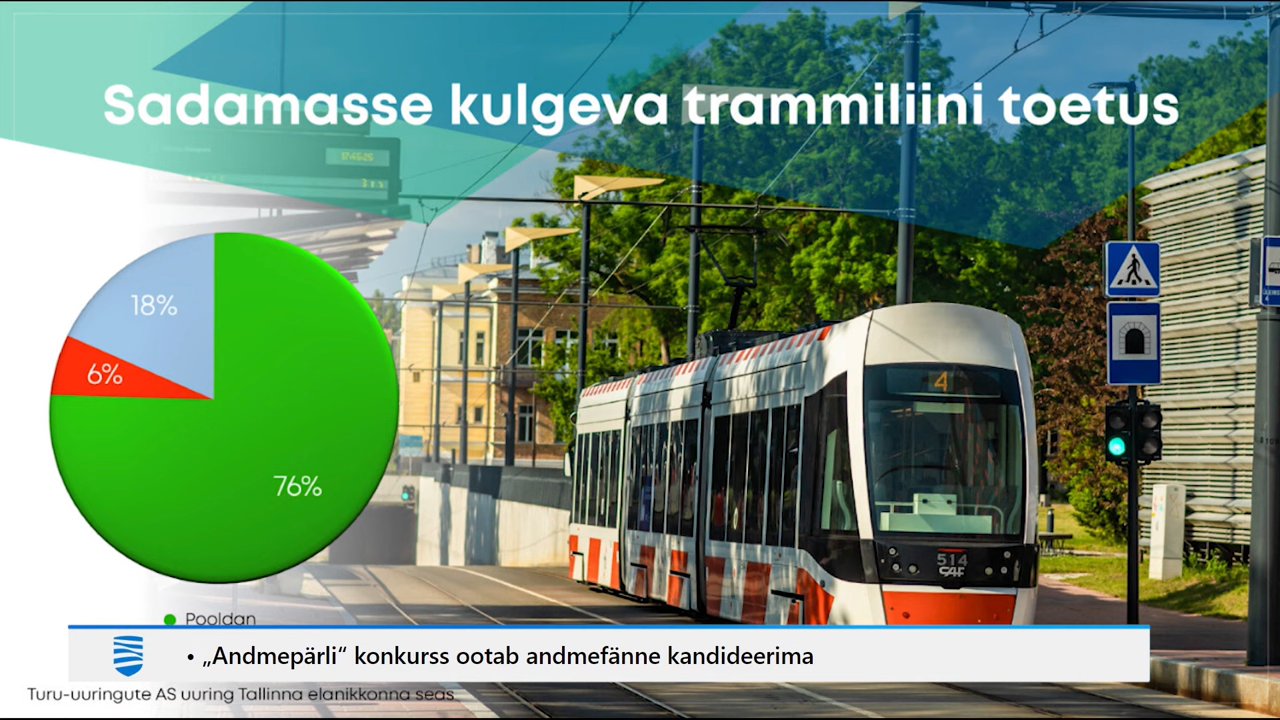 Sadamasse kulgeva trammiliini toetus
18%
6%
76%
4
514
CAF
Pooldan
• „Andmepärli“ konkurss ootab andmefänne kandideerima
Turu-uuringute AS uuring Tallinna elanikkonna seas